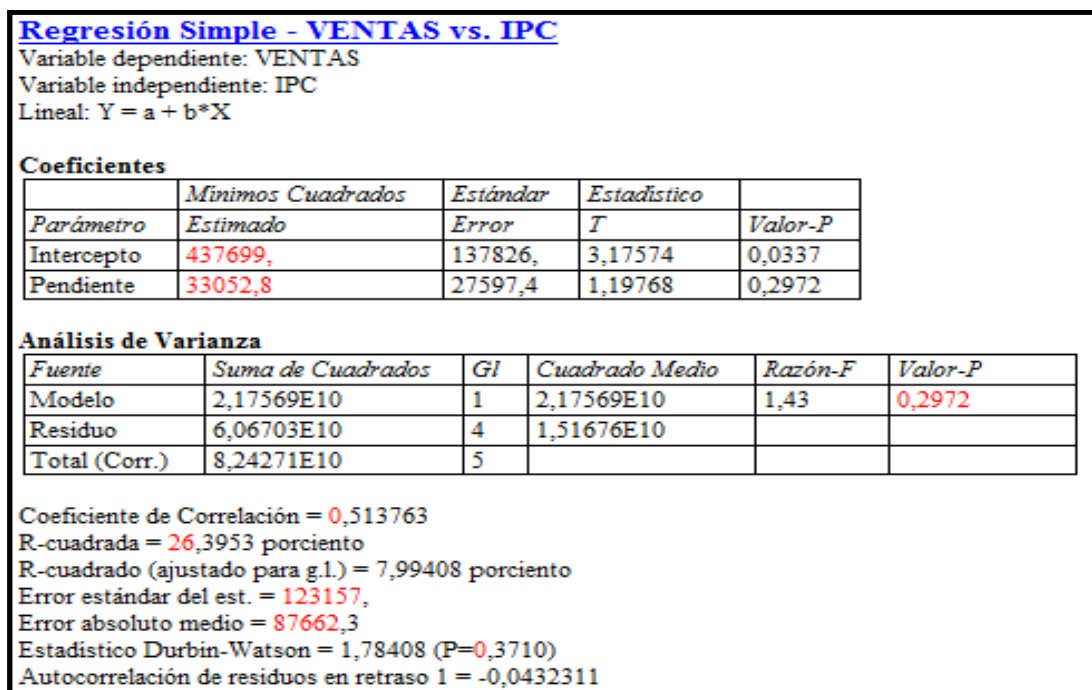 Regresión Simple - VENTAS vs. IPC
Variable dependiente: VENTAS
Variable independiente: IPC
Lineal: Y = a + b*X
Coeficientes
Mínimos Cuadrados Estándar Estadístico
Parámetro Estimado Error T Valor-P
Intercepto 437699, 137826, 3,17574 0,0337
Pendiente 33052,8 27597,4 1,19768 0,2972
Análisis de Varianza
Fuente Suma de Cuadrados Gl Cuadrado Medio Razón-F Valor-P
Modelo 2,17569E10 1 2,17569E10 1,43 0,2972
Residuo 6,06703E10 4 1,51676E10
Total (Corr.) 8,24271E10 5
Coeficiente de Correlación = 0,513763
R-cuadrada = 26,3953 porciento
R-cuadrado (ajustado para g.l.) = 7,99408 porciento
Error estándar del est. = 123157,
Error absoluto medio = 87662,3
Estadístico Durbin-Watson = 1,78408 (P=0,3710)
Autocorrelación de residuos en retraso 1 = -0,0432311